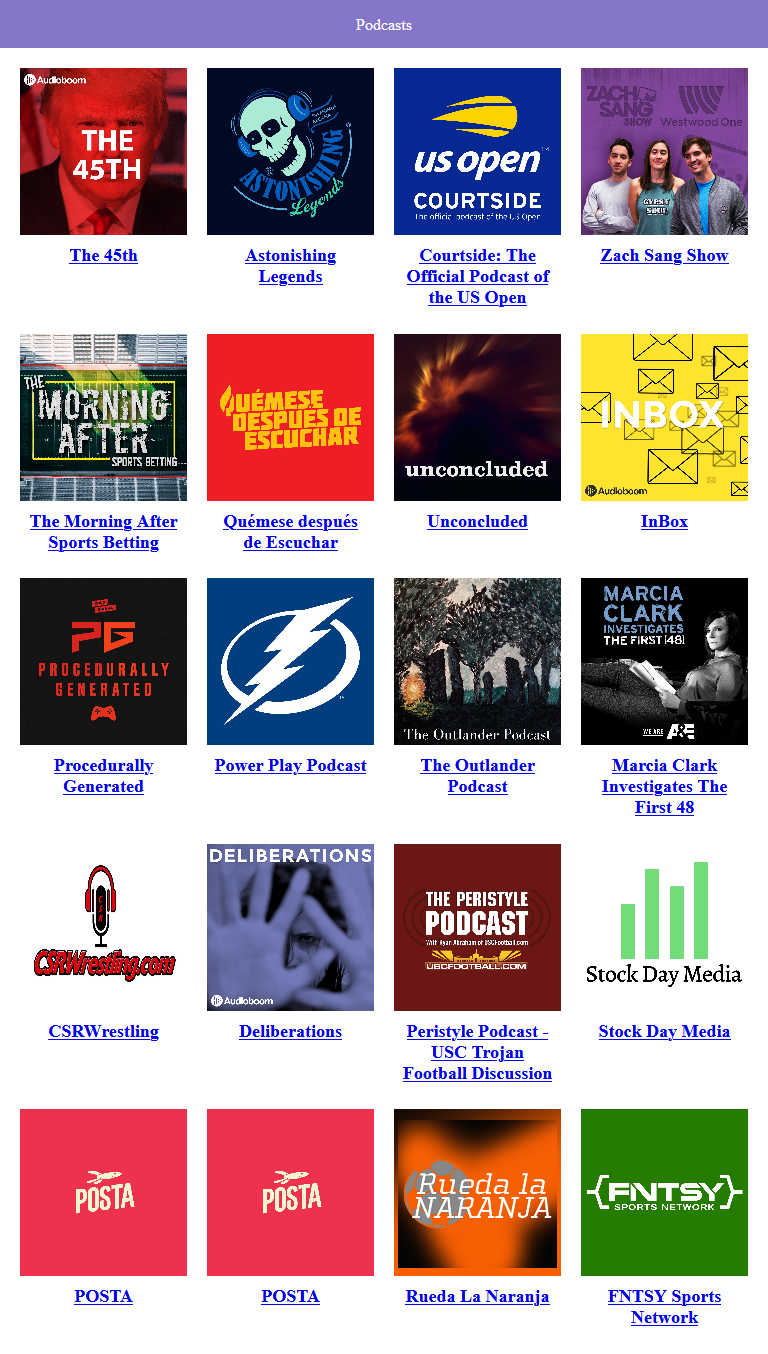 Podcasts
Audioboom
THE
45TH
ASTONISHING
Legends
us open
COURTSIDE
The official podcast of the US Open
ZACH
SANG
SHOW
Westwood One
GYPSY
SOUL
The 45th
Astonishing
Legends
Courtside: The
Official Podcast of
the US Open
Zach Sang Show
THE
MORNING
AFTER
SPORTS BETTING
QUÉMESE
DESPUES DE
ESCUCHAR
unconcluded
INBOX
Audioboom
The Morning After
Sports Betting
Quémese después
de Escuchar
Unconcluded
InBox
PG
PROCEDURALLY
GENERATED
The Outlander Podcast
MARCIA
CLARK
INVESTIGATES
THE FIRST [48]
WE ARE A&E
Procedurally
Generated
Power Play Podcast
The Outlander
Podcast
Marcia Clark
Investigates The
First 48
CSR
CSRWrestling.com
DELIBERATIONS
Audioboom
THE PERISTYLE
PODCAST
With Ryan Abraham of USCFootball.com
USCFOOTBALL.COM
Stock Day Media
CSRWrestling
Deliberations
Peristyle Podcast -
USC Trojan
Football Discussion
Stock Day Media
POSTA
POSTA
Rueda la
NARANJA
FNTSY
SPORTS NETWORK
POSTA
POSTA
Rueda La Naranja
FNTSY Sports
Network